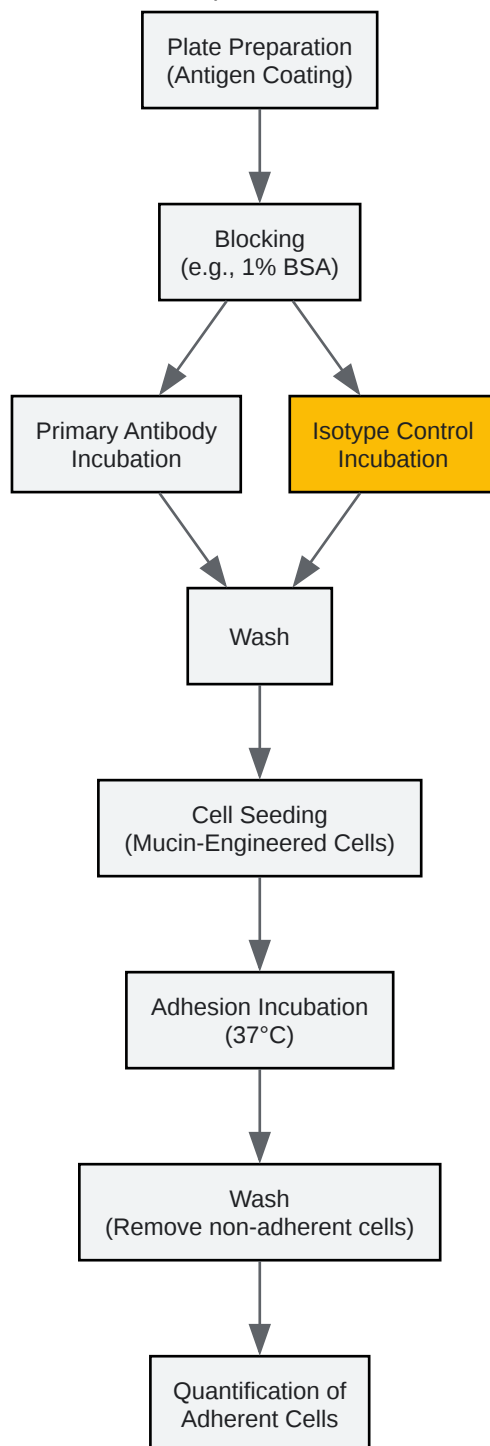 Plate Preparation
(Antigen Coating)
Blocking
(e.g., 1% BSA)
Primary Antibody
Incubation
Isotype Control
Incubation
Wash
Cell Seeding
(Mucin-Engineered Cells)
Adhesion Incubation
(37°C)
Wash
(Remove non-adherent cells)
Quantification of
Adherent Cells